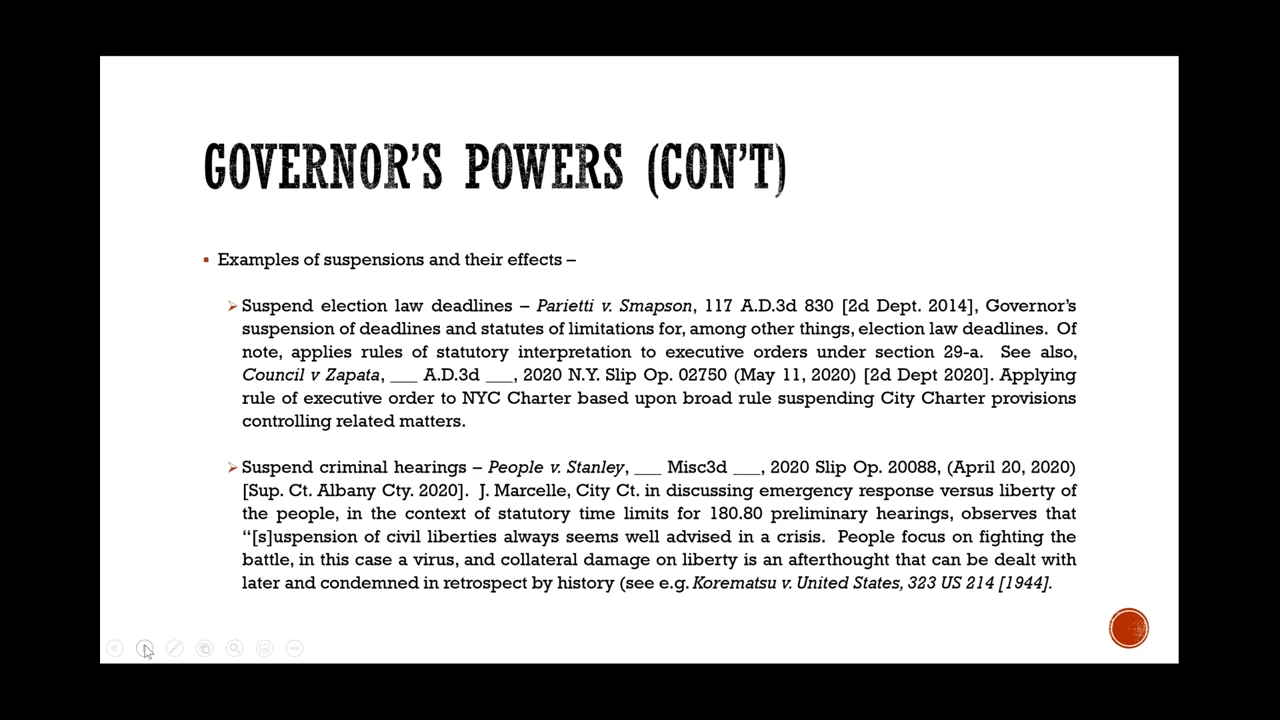 GOVERNOR'S POWERS (CON'T)
▪ Examples of suspensions and their effects –
➢ Suspend election law deadlines – Parietti v. Smapson, 117 A.D.3d 830 [2d Dept. 2014], Governor's
suspension of deadlines and statutes of limitations for, among other things, election law deadlines. Of
note, applies rules of statutory interpretation to executive orders under section 29-a. See also,
Council v Zapata, ___ A.D.3d ___, 2020 N.Y. Slip Op. 02750 (May 11, 2020) [2d Dept 2020]. Applying
rule of executive order to NYC Charter based upon broad rule suspending City Charter provisions
controlling related matters.
➢ Suspend criminal hearings – People v. Stanley, ___ Misc3d ___, 2020 Slip Op. 20088, (April 20, 2020)
[Sup. Ct. Albany Cty. 2020]. J. Marcelle, City Ct. in discussing emergency response versus liberty of
the people, in the context of statutory time limits for 180.80 preliminary hearings, observes that
“[s]uspension of civil liberties always seems well advised in a crisis. People focus on fighting the
battle, in this case a virus, and collateral damage on liberty is an afterthought that can be dealt with
later and condemned in retrospect by history (see e.g. Korematsu v. United States, 323 US 214 [1944].